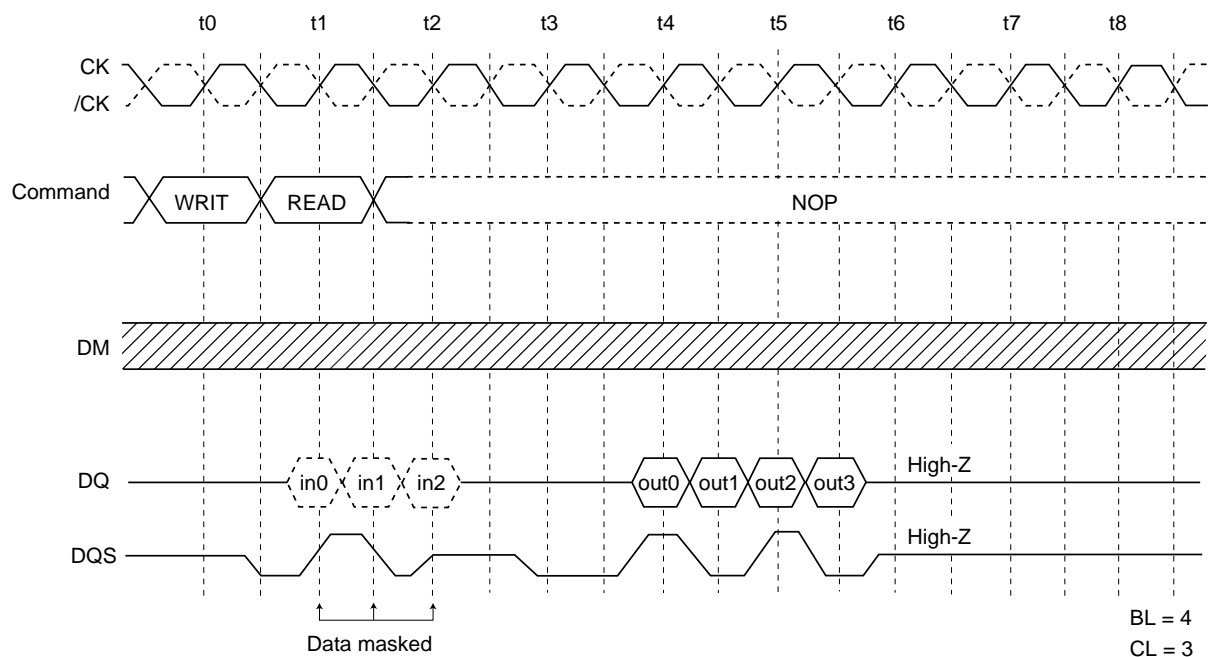 t0 t1 t2 t3 t4 t5 t6 t7 t8
CK
/CK
Command WRIT READ NOP
DM
DQ in0 in1 in2 out0 out1 out2 out3 High-Z
DQS High-Z
Data masked
BL = 4
CL = 3